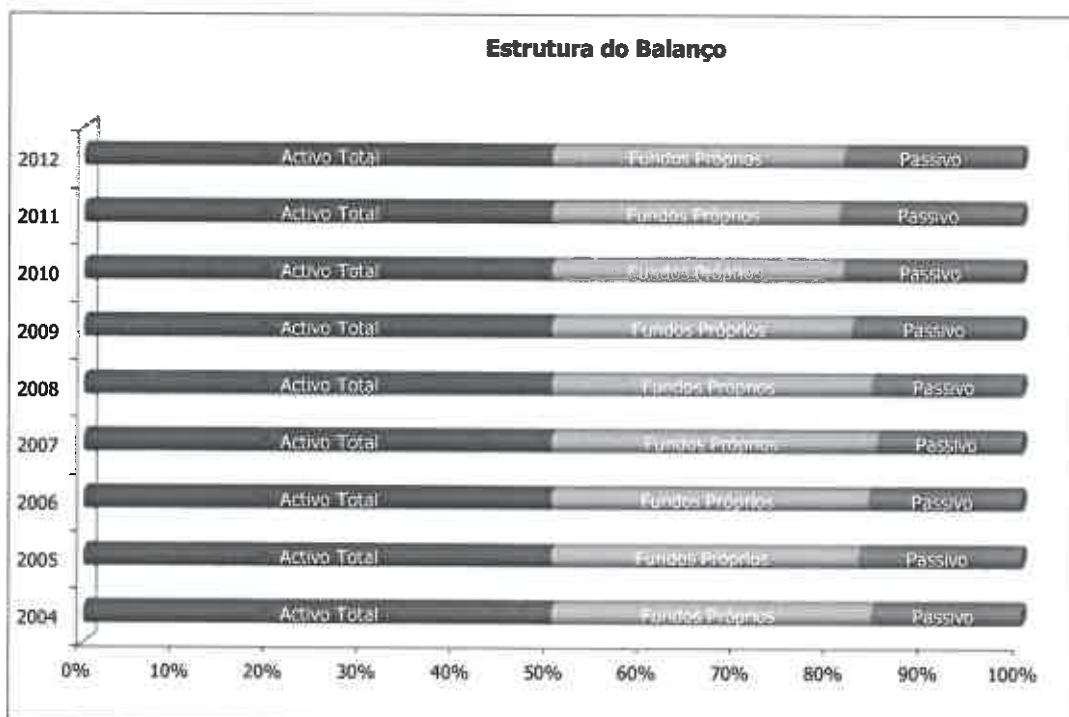 Estrutura do Balanço
2012 Activo Total Fundos Próprios Passivo
2011 Activo Total Fundos Próprios Passivo
2010 Activo Total Fundos Próprios Passivo
2009 Activo Total Fundos Próprios Passivo
2008 Activo Total Fundos Próprios Passivo
2007 Activo Total Fundos Próprios Passivo
2006 Activo Total Fundos Próprios Passivo
2005 Activo Total Fundos Próprios Passivo
2004 Activo Total Fundos Próprios Passivo
0% 10% 20% 30% 40% 50% 60% 70% 80% 90% 100%